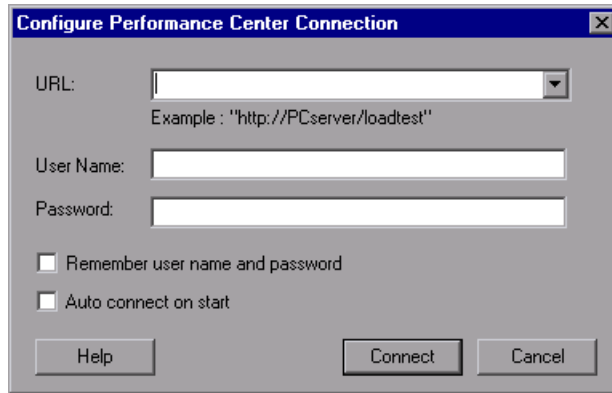 Configure Performance Center Connection
URL:
Example : "http://PCserver/loadtest"
User Name:
Password:
Remember user name and password
Auto connect on start
Help Connect Cancel